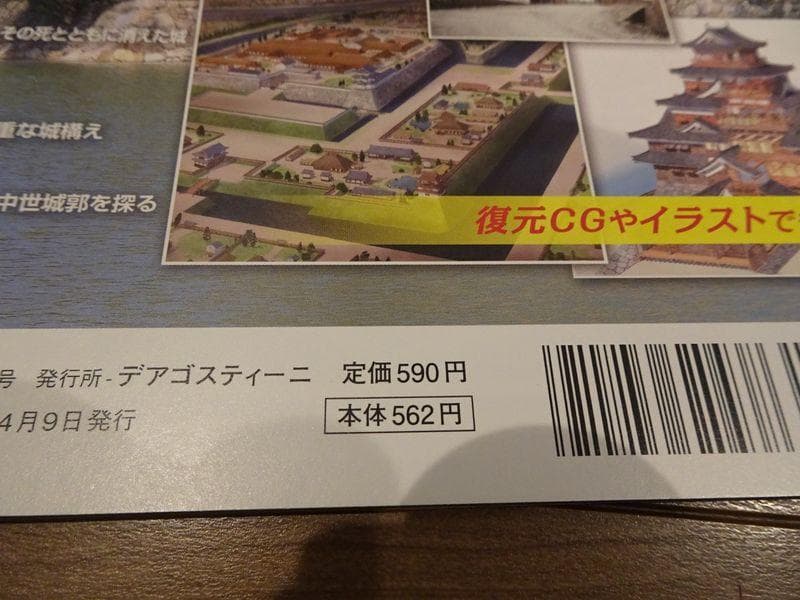 その死とともに消えた城
重な城構え
中世城郭を探る
復元CGやイラストで
号 発行所-デアゴスティーニ 定価590円
4月9日発行
本体562円